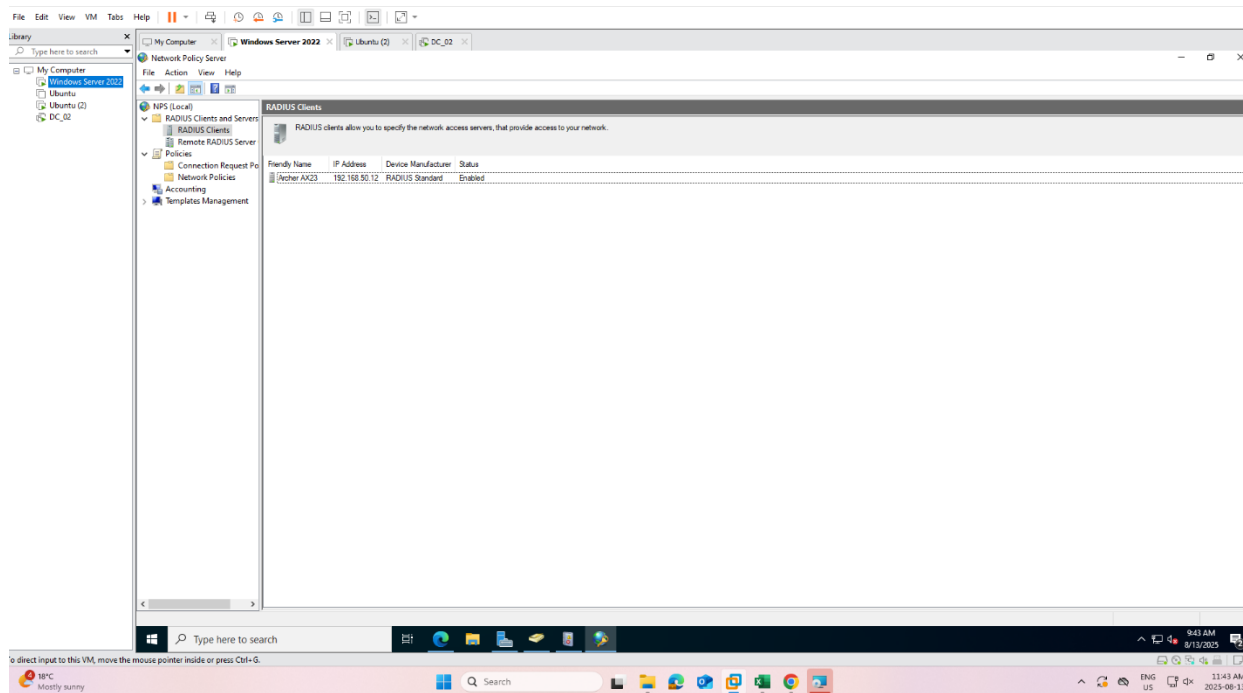 File Edit View VM Tabs Help
Library
Type here to search
My Computer
Windows Server 2022
Ubuntu
Ubuntu (2)
DC_02
My Computer
Windows Server 2022
Ubuntu (2)
DC_02
Network Policy Server
File Action View Help
NPS (Local)
RADIUS Clients and Servers
RADIUS Clients
Remote RADIUS Server
Policies
Connection Request Po
Network Policies
Accounting
Templates Management
RADIUS Clients
RADIUS clients allow you to specify the network access servers, that provide access to your network.
Friendly Name IP Address Device Manufacturer Status
Archer AX23 192.168.50.12 RADIUS Standard Enabled
Type here to search
9:43 AM
8/13/2025
2
To direct input to this VM, move the mouse pointer inside or press Ctrl+G.
4
18°C
Mostly sunny
Search
ENG
US
11:43 AM
2025-08-13